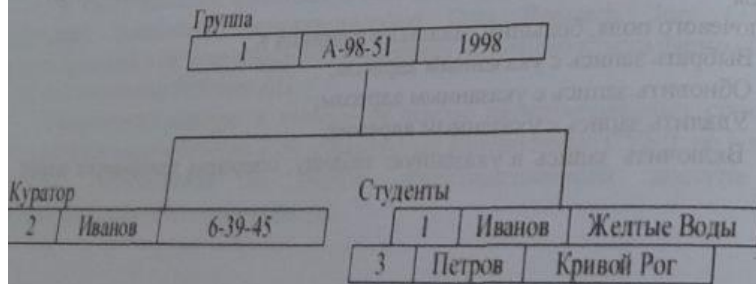 Группа
1 А-98-51 1998
Куратор
2 Иванов 6-39-45
Студенты
1 Иванов Желтые Воды
3 Петров Кривой Рог